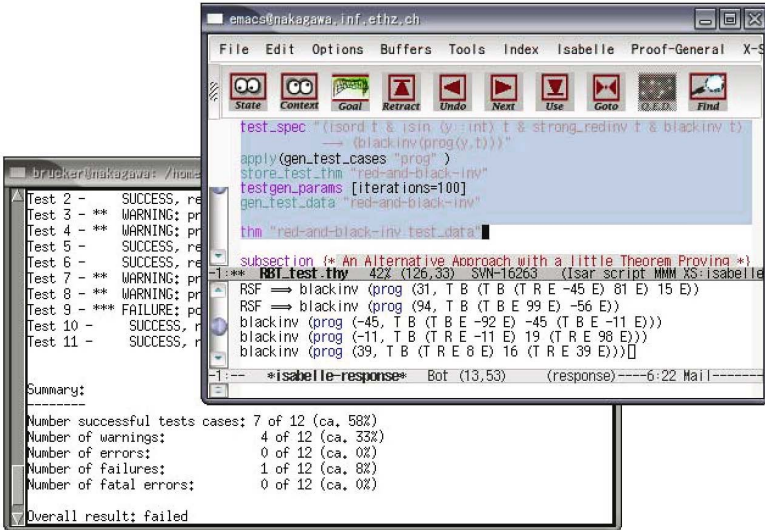 emacs@nakagawa.inf.ethz.ch
File Edit Options Buffers Tools Index Isabelle Proof-General X-S
State Context Goal Retract Undo Next Use Goto Q.E.D. Find
test_spec "(isord t & isin (y::int) t & strong_redinv t & blackinv t)
⟶ (blackinv(prog(y,t)))"
apply(gen_test_cases "prog" )
store_test_thm "red-and-black-inv"
testgen_params [iterations=100]
gen_test_data "red-and-black-inv"
thm "red-and-black-inv.test_data"
subsection {* An Alternative Approach with a little Theorem Proving *}
-1:** RBT_test.thy 42% (126,33) SVN-16263 (Isar script MMM XS:isabelle
RSF ⟹ blackinv (prog (31, T B (T B (T R E -45 E) 81 E) 15 E))
RSF ⟹ blackinv (prog (94, T B (T B E 99 E) -56 E))
blackinv (prog (-45, T B (T B E -92 E) -45 (T B E -11 E)))
blackinv (prog (-11, T B (T R E -11 E) 19 (T R E 98 E)))
blackinv (prog (39, T B (T R E 8 E) 16 (T R E 39 E)))
-1:-- *isabelle-response* Bot (13,53) (response)----6:22 Mail-------
brucker@nakagawa: /home
Test 2 - SUCCESS, re
Test 3 - ** WARNING: pr
Test 4 - ** WARNING: pr
Test 5 - SUCCESS, re
Test 6 - SUCCESS, re
Test 7 - ** WARNING: pr
Test 8 - ** WARNING: pr
Test 9 - *** FAILURE: po
Test 10 - SUCCESS, r
Test 11 - SUCCESS, r
Summary:
--------
Number successful tests cases: 7 of 12 (ca. 58%)
Number of warnings: 4 of 12 (ca. 33%)
Number of errors: 0 of 12 (ca. 0%)
Number of failures: 1 of 12 (ca. 8%)
Number of fatal errors: 0 of 12 (ca. 0%)
Overall result: failed